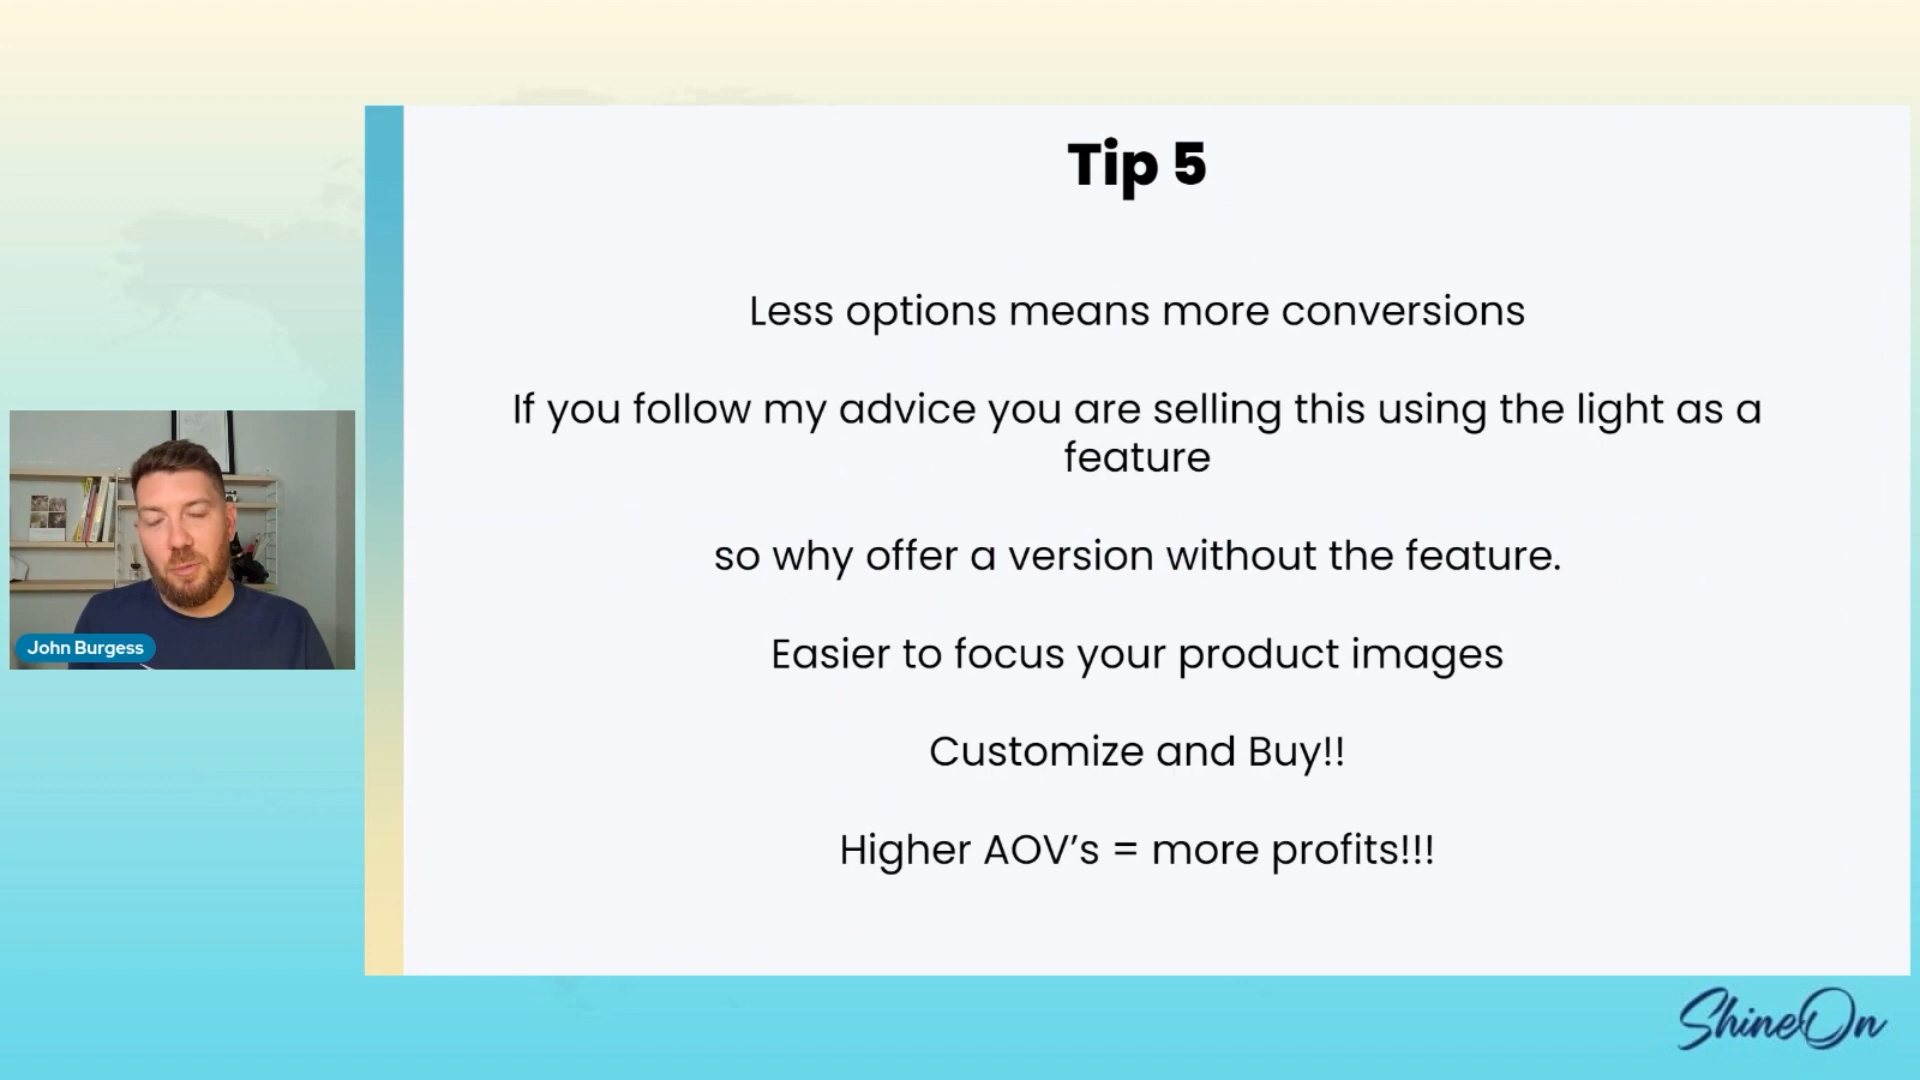 Tip 5
Less options means more conversions
If you follow my advice you are selling this using the light as a
feature
so why offer a version without the feature.
Easier to focus your product images
Customize and Buy!!
Higher AOV’s = more profits!!!
John Burgess
ShineOn